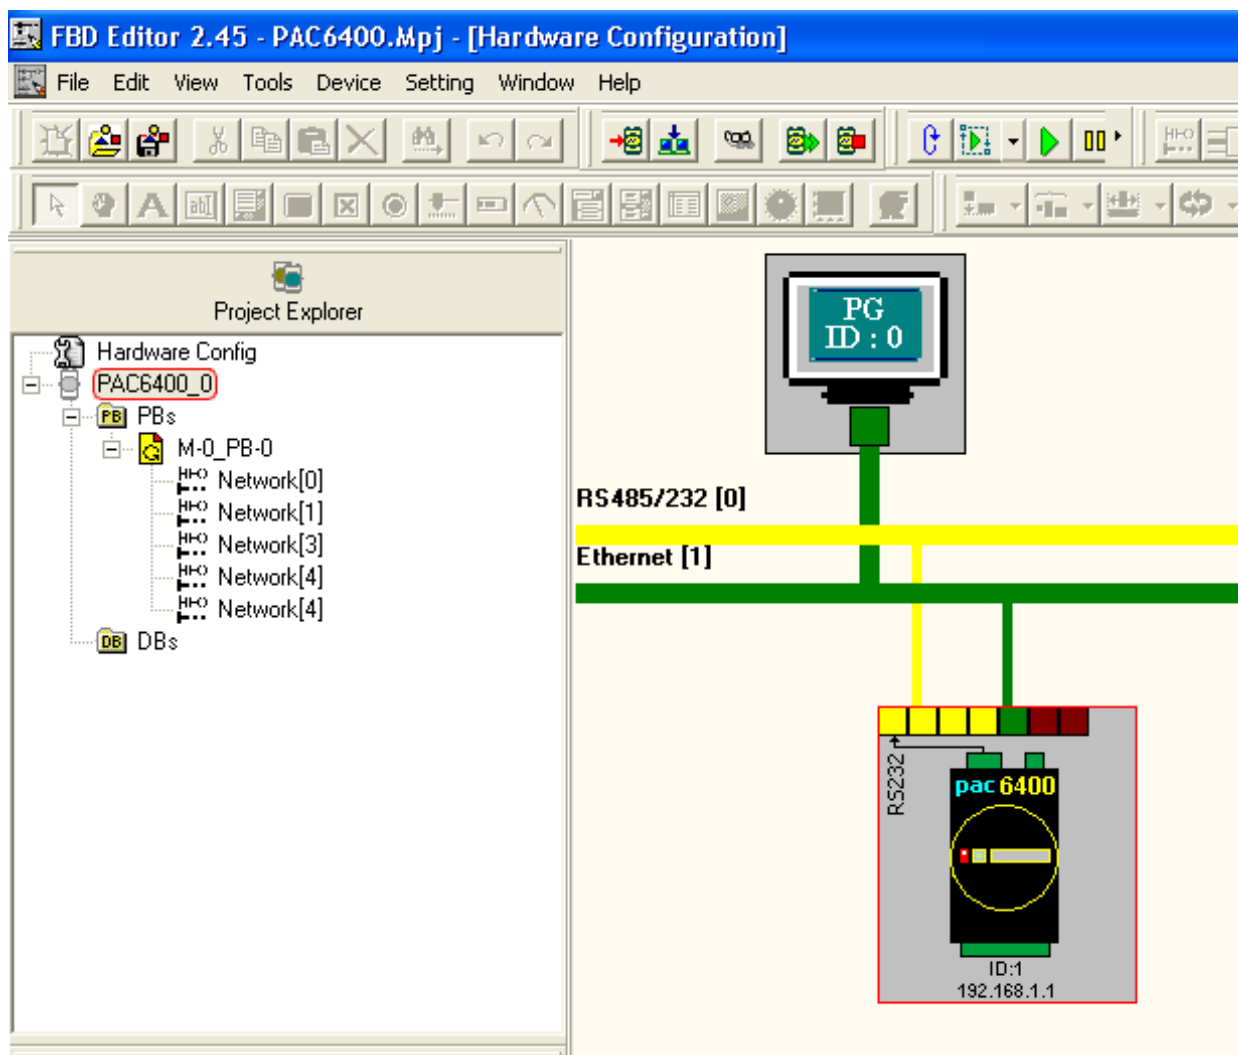 FBD Editor 2.45 - PAC6400.Mpj - [Hardware Configuration]
File Edit View Tools Device Setting Window Help
Project Explorer
Hardware Config
PAC6400_0
PB PBs
M-0_PB-0
Network[0]
Network[1]
Network[3]
Network[4]
Network[4]
DB DBs
PG
ID : 0
RS485/232 [0]
Ethernet [1]
RS232
pac 6400
ID:1
192.168.1.1